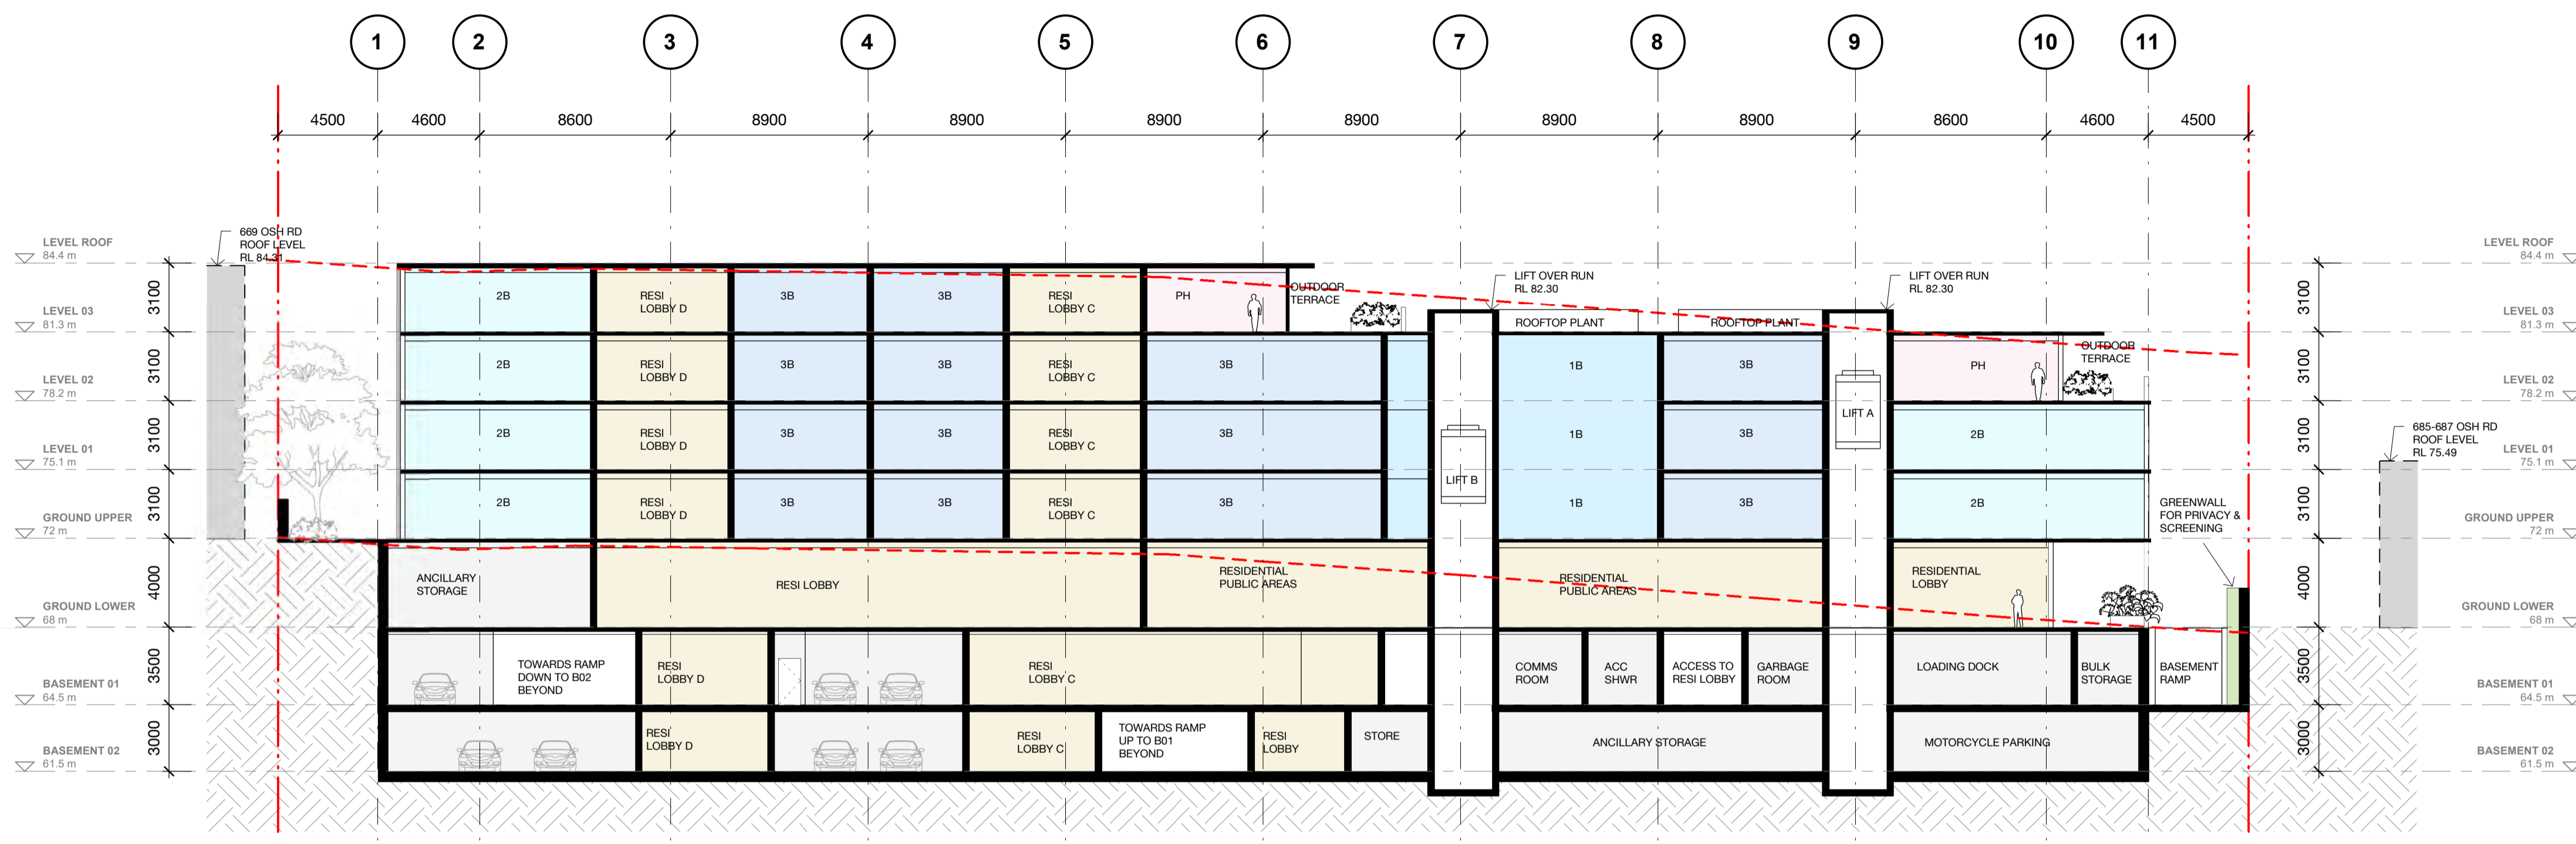 1 2 3 4 5 6 7 8 9 10 11
4500 4600 8600 8900 8900 8900 8900 8900 8900 8600 4600 4500
669 OSH RD
ROOF LEVEL
RL 84.31
LEVEL ROOF
84.4 m
LEVEL 03
81.3 m
LEVEL 02
78.2 m
LEVEL 01
75.1 m
GROUND UPPER
72 m
GROUND LOWER
68 m
BASEMENT 01
64.5 m
BASEMENT 02
61.5 m
3100
3100
3100
3100
4000
3500
3000
2B
RESI
LOBBY D
3B
3B
RESI
LOBBY C
PH
OUTDOOR
TERRACE
LIFT OVER RUN
RL 82.30
ROOFTOP PLANT
ROOFTOP PLANT
LIFT OVER RUN
RL 82.30
2B
RESI
LOBBY D
3B
3B
RESI
LOBBY C
3B
1B
3B
PH
OUTDOOR
TERRACE
LIFT A
2B
RESI
LOBBY D
3B
3B
RESI
LOBBY C
3B
1B
3B
2B
LIFT B
2B
RESI
LOBBY D
3B
3B
RESI
LOBBY C
3B
1B
3B
2B
GREENWALL
FOR PRIVACY &
SCREENING
685-687 OSH RD
ROOF LEVEL
RL 75.49
ANCILLARY
STORAGE
RESI LOBBY
RESIDENTIAL
PUBLIC AREAS
RESIDENTIAL
PUBLIC AREAS
RESIDENTIAL
LOBBY
TOWARDS RAMP
DOWN TO B02
BEYOND
RESI
LOBBY D
RESI
LOBBY C
COMMS
ROOM
ACC
SHWR
ACCESS TO
RESI LOBBY
GARBAGE
ROOM
LOADING DOCK
BULK
STORAGE
BASEMENT
RAMP
RESI
LOBBY D
RESI
LOBBY C
TOWARDS RAMP
UP TO B01
BEYOND
RESI
LOBBY
STORE
ANCILLARY STORAGE
MOTORCYCLE PARKING
3100
3100
3100
3100
4000
3500
3000
LEVEL ROOF
84.4 m
LEVEL 03
81.3 m
LEVEL 02
78.2 m
LEVEL 01
75.1 m
GROUND UPPER
72 m
GROUND LOWER
68 m
BASEMENT 01
64.5 m
BASEMENT 02
61.5 m